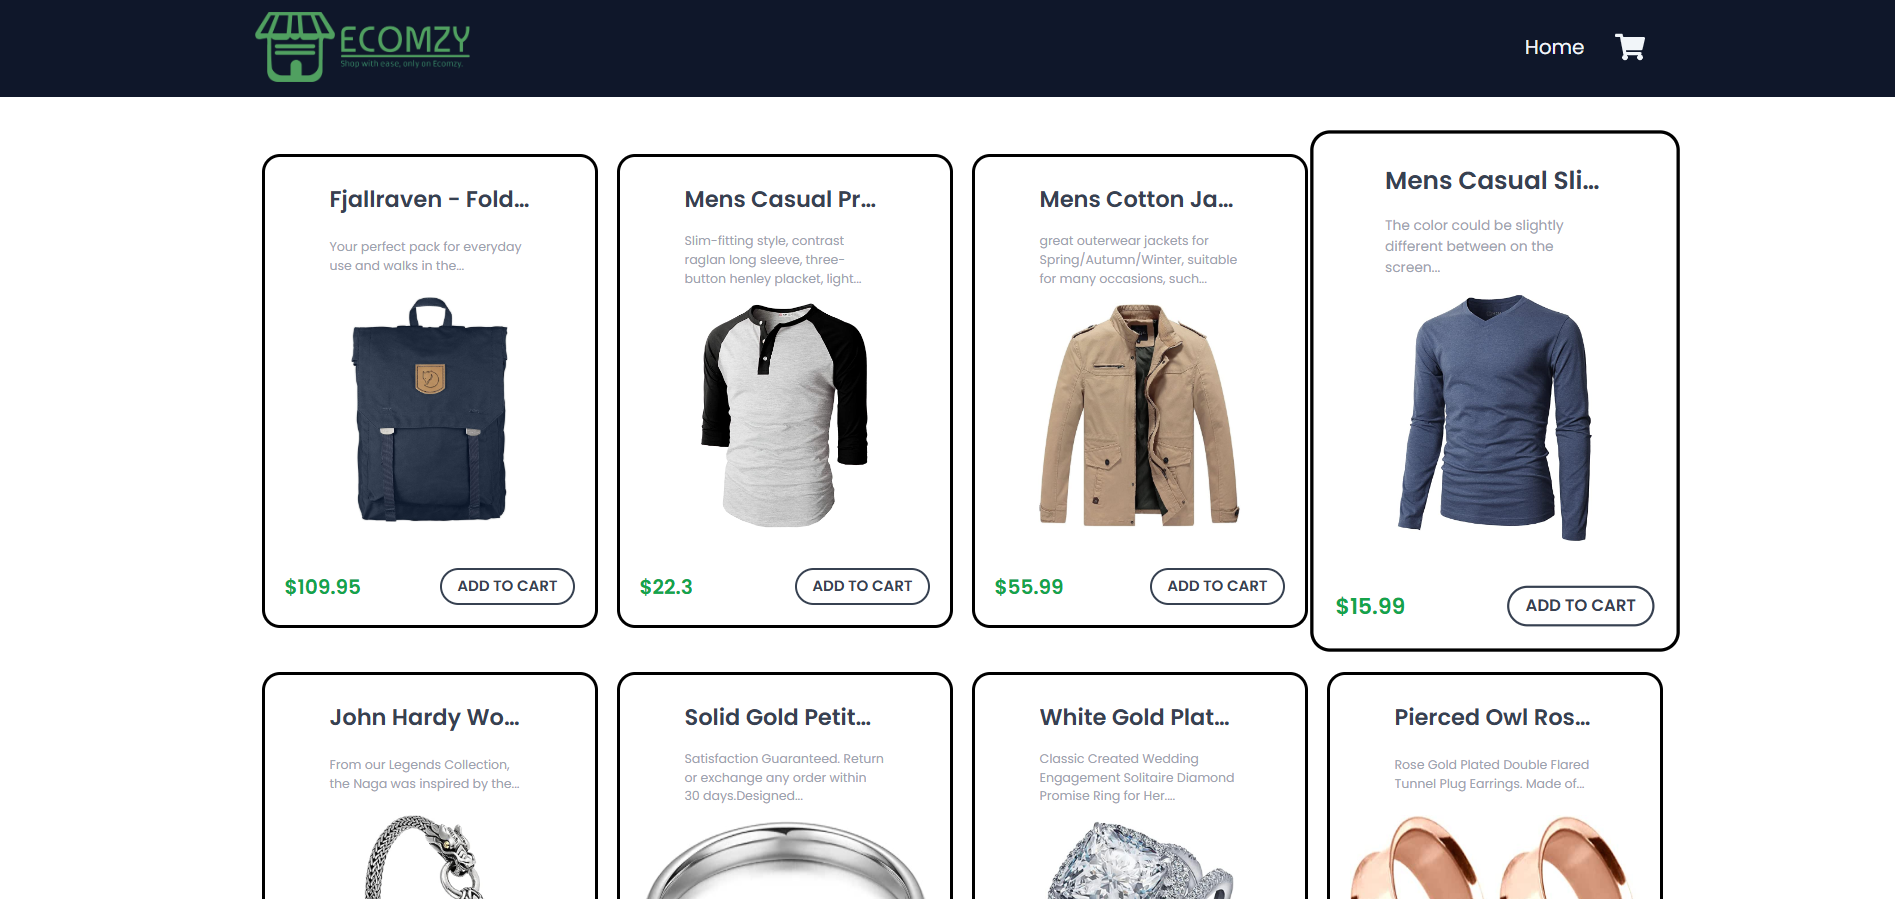 ECOMZY
Shop with ease, only on Ecomzy.
Home
Fjallraven - Fold...
Your perfect pack for everyday
use and walks in the...
$109.95
ADD TO CART
Mens Casual Pr...
Slim-fitting style, contrast
raglan long sleeve, three-
button henley placket, light...
$22.3
ADD TO CART
Mens Cotton Ja...
great outerwear jackets for
Spring/Autumn/Winter, suitable
for many occasions, such...
$55.99
ADD TO CART
Mens Casual Sli...
The color could be slightly
different between on the
screen...
$15.99
ADD TO CART
John Hardy Wo...
From our Legends Collection,
the Naga was inspired by the...
Solid Gold Petit...
Satisfaction Guaranteed. Return
or exchange any order within
30 days.Designed...
White Gold Plat...
Classic Created Wedding
Engagement Solitaire Diamond
Promise Ring for Her....
Pierced Owl Ros...
Rose Gold Plated Double Flared
Tunnel Plug Earrings. Made of...